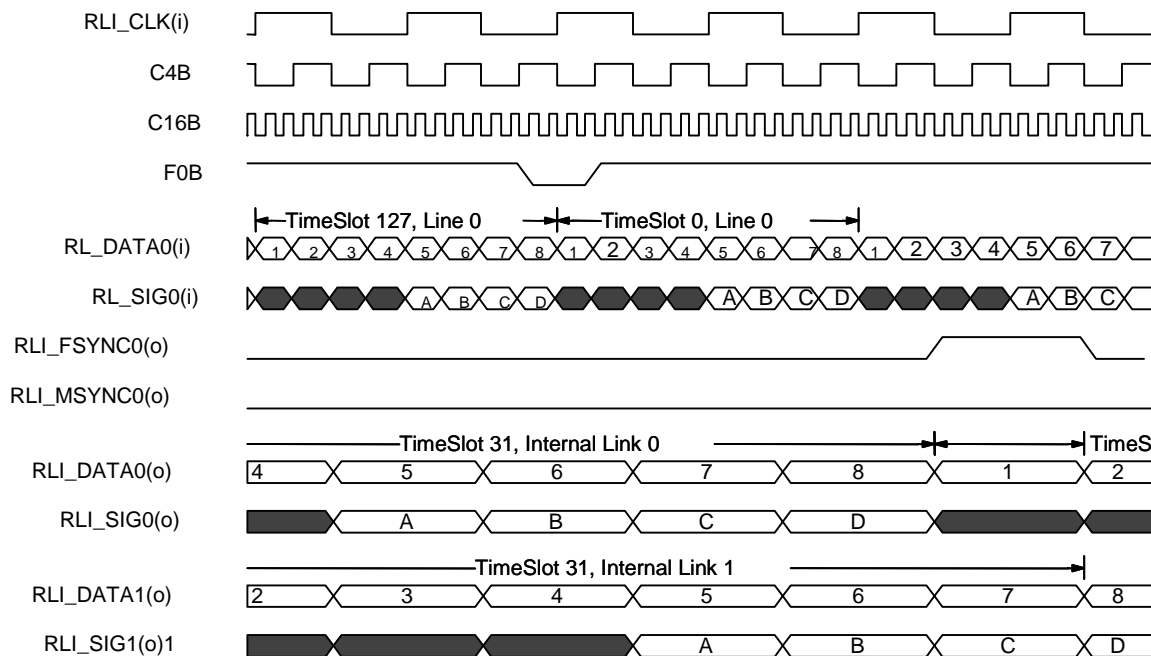 RLI_CLK(i)
C4B
C16B
F0B
TimeSlot 127, Line 0 TimeSlot 0, Line 0
RL_DATA0(i) 1 2 3 4 5 6 7 8 1 2 3 4 5 6 7 8 1 2 3 4 5 6 7
RL_SIG0(i) A B C D A B C D A B C
RLI_FSYNC0(o)
RLI_MSYNC0(o)
TimeSlot 31, Internal Link 0 TimeS
RLI_DATA0(o) 4 5 6 7 8 1 2
RLI_SIG0(o) A B C D
TimeSlot 31, Internal Link 1
RLI_DATA1(o) 2 3 4 5 6 7 8
RLI_SIG1(o)1 A B C D